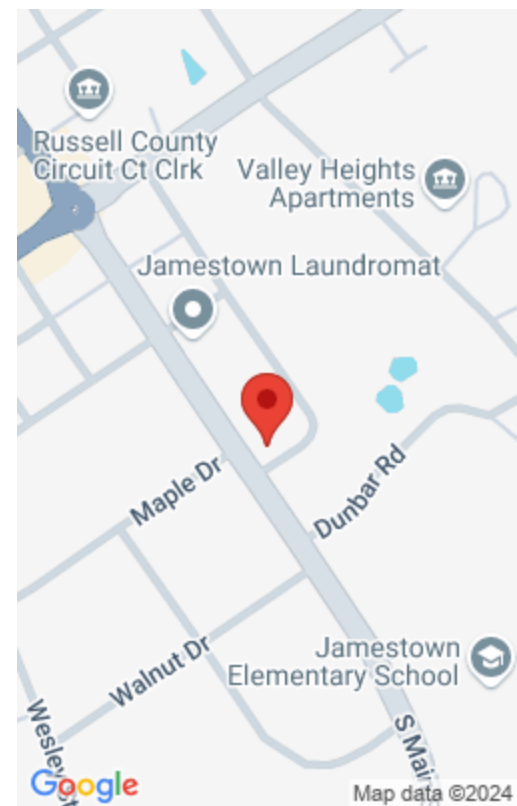 Russell County
Circuit Ct Clrk
Valley Heights
Apartments
Jamestown Laundromat
Maple Dr
Dunbar Rd
Walnut Dr
Jamestown
Elementary School
S Mai
Google
Map data ©2024